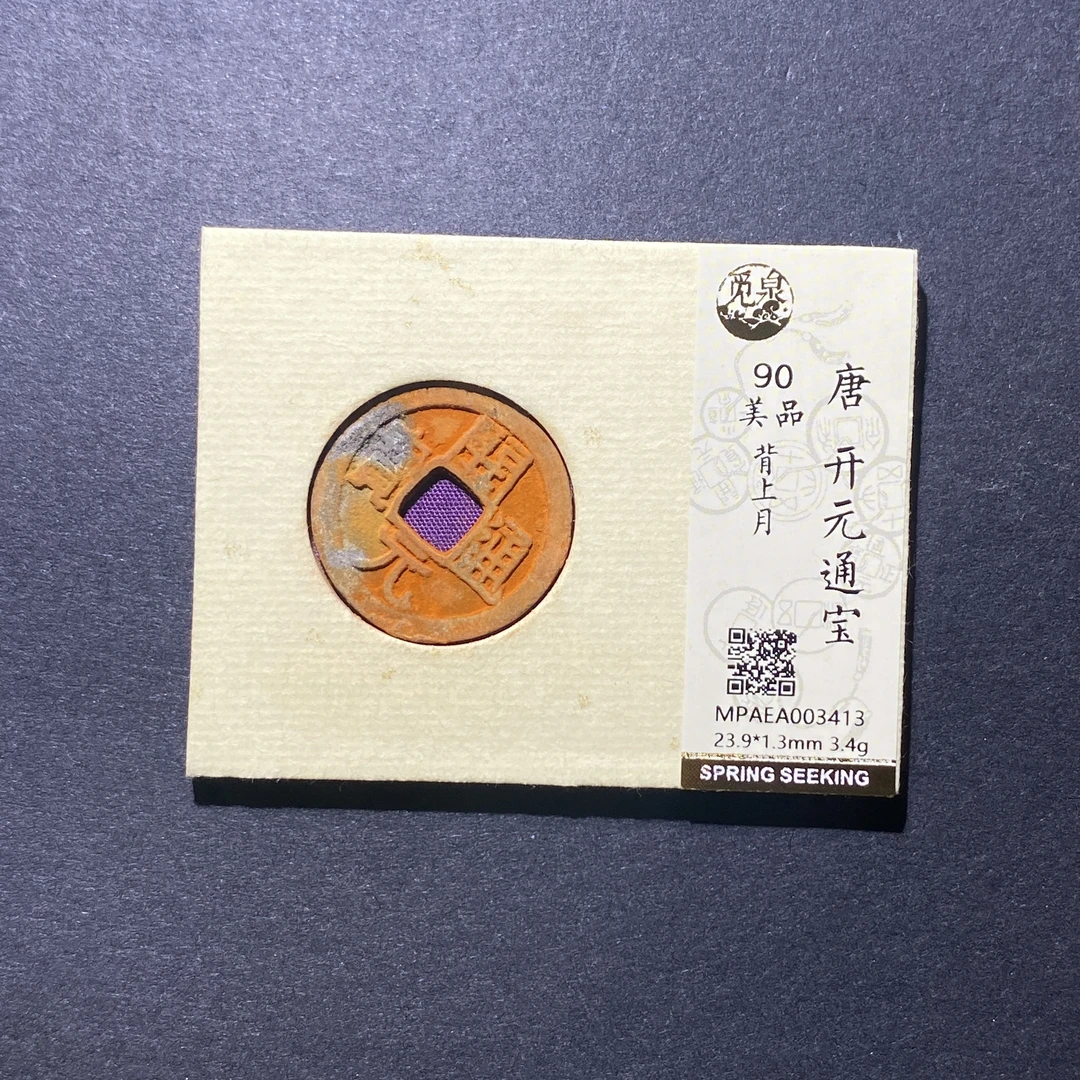 開元通寳
觅泉
90
美品
背上月
唐 开元通宝
MPAEA003413
23.9*1.3mm 3.4g
SPRING SEEKING